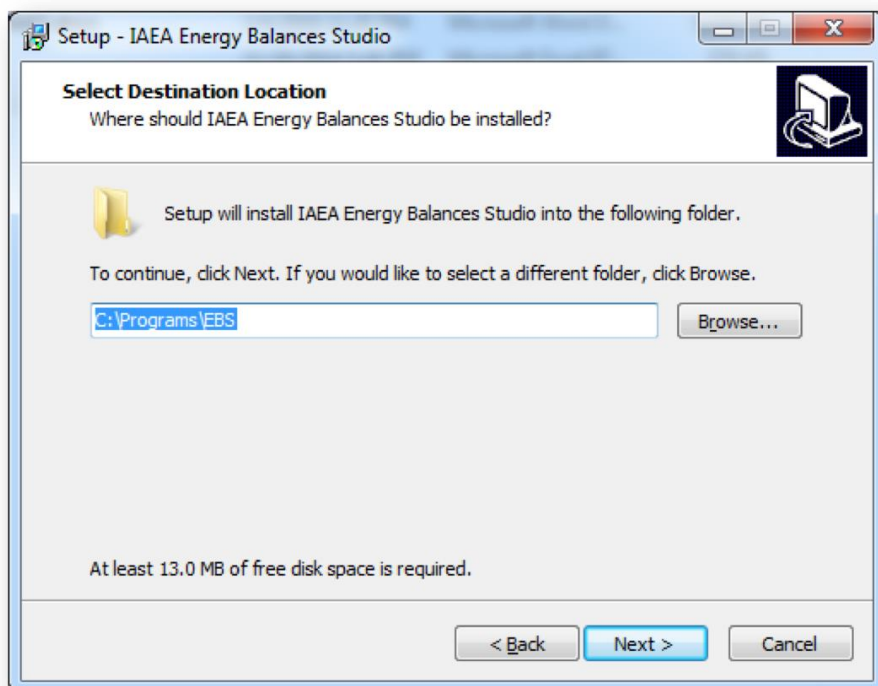 Setup - IAEA Energy Balances Studio
Select Destination Location
Where should IAEA Energy Balances Studio be installed?
Setup will install IAEA Energy Balances Studio into the following folder.
To continue, click Next. If you would like to select a different folder, click Browse.
C:\Programs\EBS
Browse...
At least 13.0 MB of free disk space is required.
< Back
Next >
Cancel